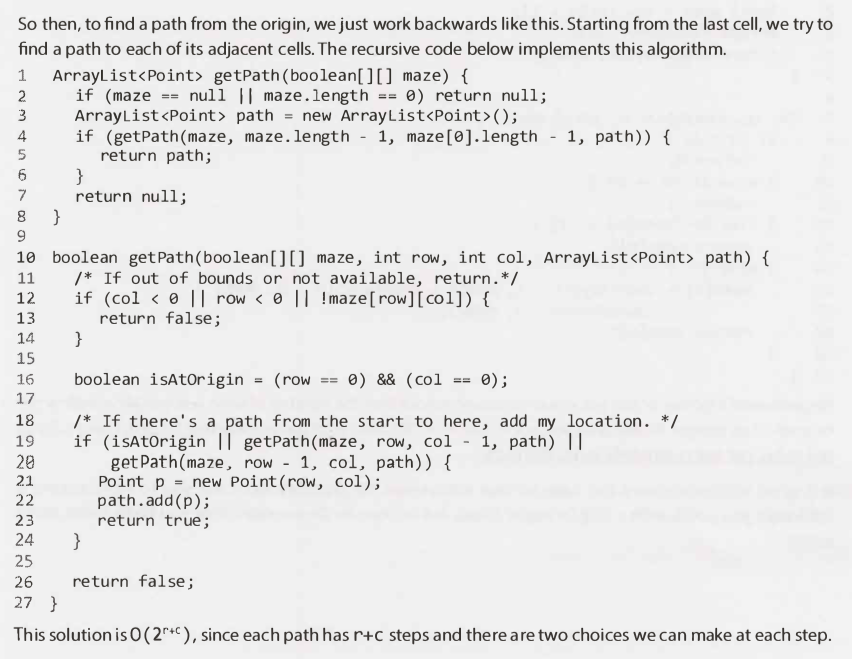 So then, to find a path from the origin, we just work backwards like this. Starting from the last cell, we try to
find a path to each of its adjacent cells. The recursive code below implements this algorithm.
1 ArrayList<Point> getPath(boolean[][] maze) {
2 if (maze == null || maze.length == 0) return null;
3 ArrayList<Point> path = new ArrayList<Point>();
4 if (getPath(maze, maze.length - 1, maze[0].length - 1, path)) {
5 return path;
6 }
7 return null;
8 }
9
10 boolean getPath(boolean[][] maze, int row, int col, ArrayList<Point> path) {
11 /* If out of bounds or not available, return.*/
12 if (col < 0 || row < 0 || !maze[row][col]) {
13 return false;
14 }
15
16 boolean isAtOrigin = (row == 0) && (col == 0);
17
18 /* If there's a path from the start to here, add my location. */
19 if (isAtOrigin || getPath(maze, row, col - 1, path) ||
20 getPath(maze, row - 1, col, path)) {
21 Point p = new Point(row, col);
22 path.add(p);
23 return true;
24 }
25
26 return false;
27 }
This solution is O(2^(r+c)), since each path has r+c steps and there are two choices we can make at each step.